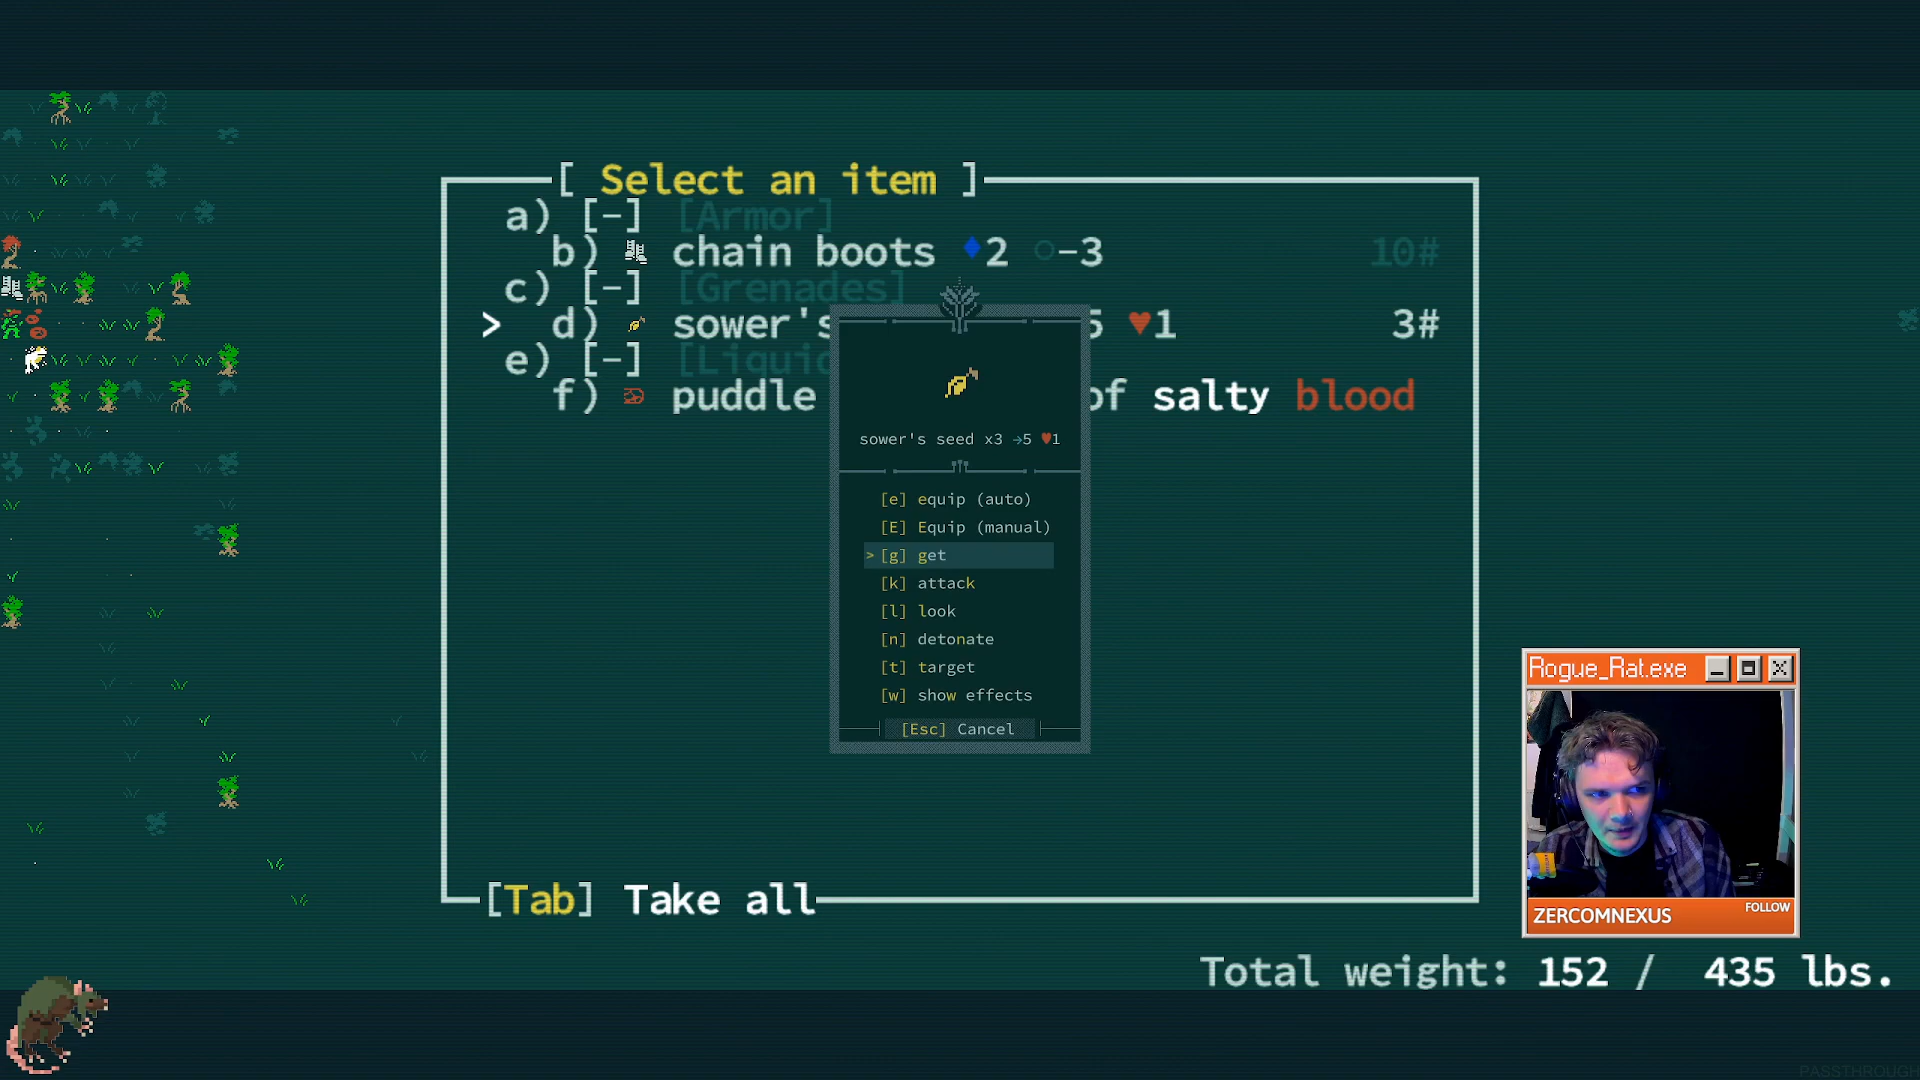 [ Select an item ]
a) [-] [Armor]
b) chain boots ♦2 ○-3 10#
c) [-] [Grenades]
> d) sower's 5 ♥1 3#
e) [-] [Liquid
f) puddle of salty blood
sower's seed x3 →5 ♥1
[e] equip (auto)
[E] Equip (manual)
> [g] get
[k] attack
[l] look
[n] detonate
[t] target
[w] show effects
[Esc] Cancel
[Tab] Take all
Rogue_Rat.exe
ZERCOMNEXUS FOLLOW
Total weight: 152 / 435 lbs.
PASSTHROUGH